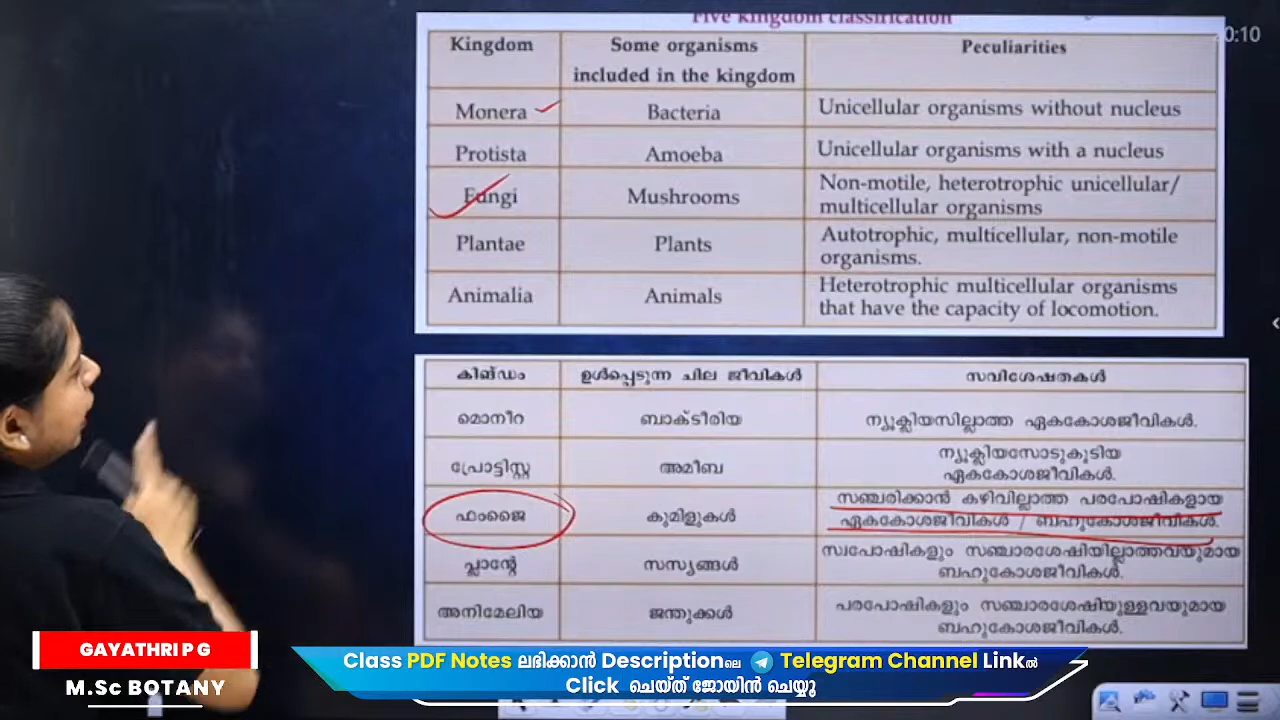 Five kingdom classification
20:10
Kingdom
Some organisms
included in the kingdom
Peculiarities
Monera
Bacteria
Unicellular organisms without nucleus
Protista
Amoeba
Unicellular organisms with a nucleus
Fungi
Mushrooms
Non-motile, heterotrophic unicellular/
multicellular organisms
Plantae
Plants
Autotrophic, multicellular, non-motile
organisms.
Animalia
Animals
Heterotrophic multicellular organisms
that have the capacity of locomotion.
കിങ്ഡം
ഉൾപ്പെടുന്ന ചില ജീവികൾ
സവിശേഷതകൾ
മൊനീറ
ബാക്ടീരിയ
ന്യൂക്ലിയസില്ലാത്ത ഏകകോശജീവികൾ.
പ്രോട്ടിസ്റ്റ
അമീബ
ന്യൂക്ലിയസോടുകൂടിയ
ഏകകോശജീവികൾ.
ഫംജൈ
കുമിളുകൾ
സഞ്ചരിക്കാൻ കഴിവില്ലാത്ത പരപോഷികളായ
ഏകകോശജീവികൾ / ബഹുകോശജീവികൾ.
പ്ലാന്റേ
സസ്യങ്ങൾ
സ്വപോഷികളും സഞ്ചാരശേഷിയില്ലാത്തവയുമായ
ബഹുകോശജീവികൾ.
അനിമേലിയ
ജന്തുക്കൾ
പരപോഷികളും സഞ്ചാരശേഷിയുള്ളവയുമായ
ബഹുകോശജീവികൾ.
GAYATHRI P G
M.Sc BOTANY
Class PDF Notes ലഭിക്കാൻ Descriptionലെ Telegram Channel Linkൽ
Click ചെയ്ത് ജോയിൻ ചെയ്യൂ